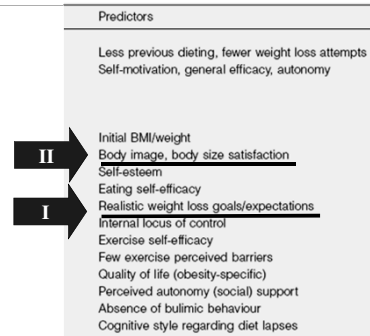 Predictors
Less previous dieting, fewer weight loss attempts
Self-motivation, general efficacy, autonomy
Initial BMI/weight
II
Body image, body size satisfaction
Self-esteem
Eating self-efficacy
I
Realistic weight loss goals/expectations
Internal locus of control
Exercise self-efficacy
Few exercise perceived barriers
Quality of life (obesity-specific)
Perceived autonomy (social) support
Absence of bulimic behaviour
Cognitive style regarding diet lapses